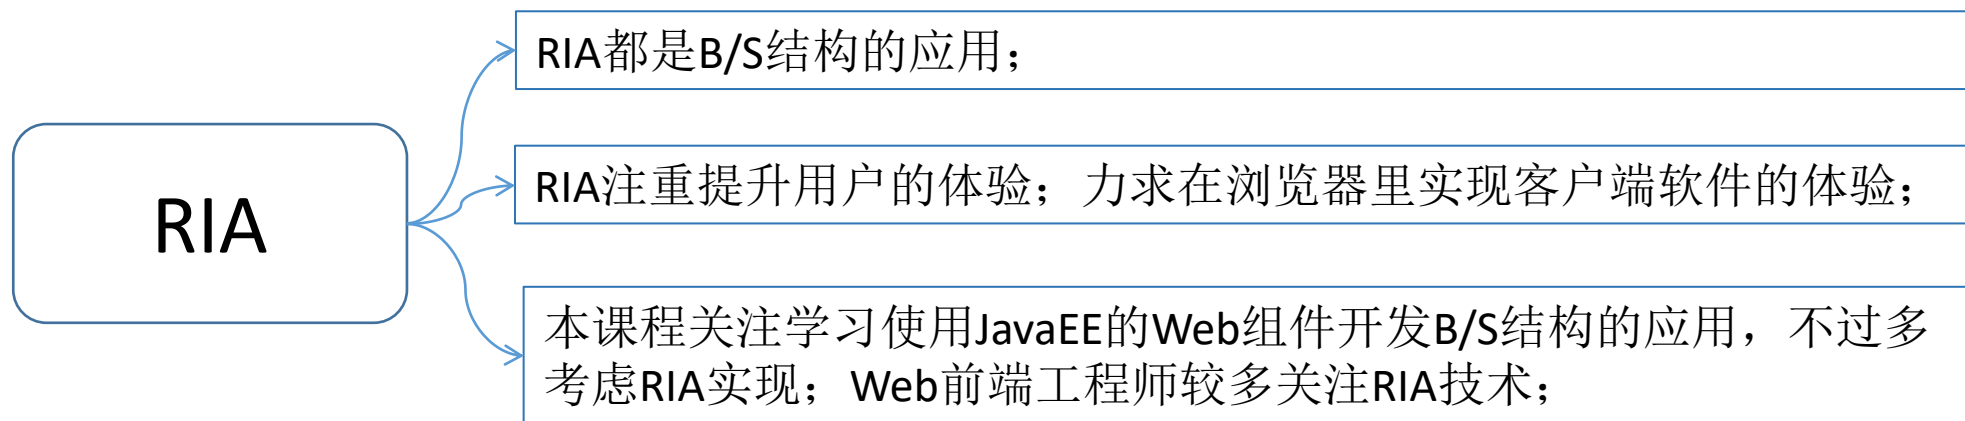 RIA都是B/S结构的应用；
RIA注重提升用户的体验；力求在浏览器里实现客户端软件的体验；
RIA
本课程关注学习使用JavaEE的Web组件开发B/S结构的应用，不过多
考虑RIA实现；Web前端工程师较多关注RIA技术；